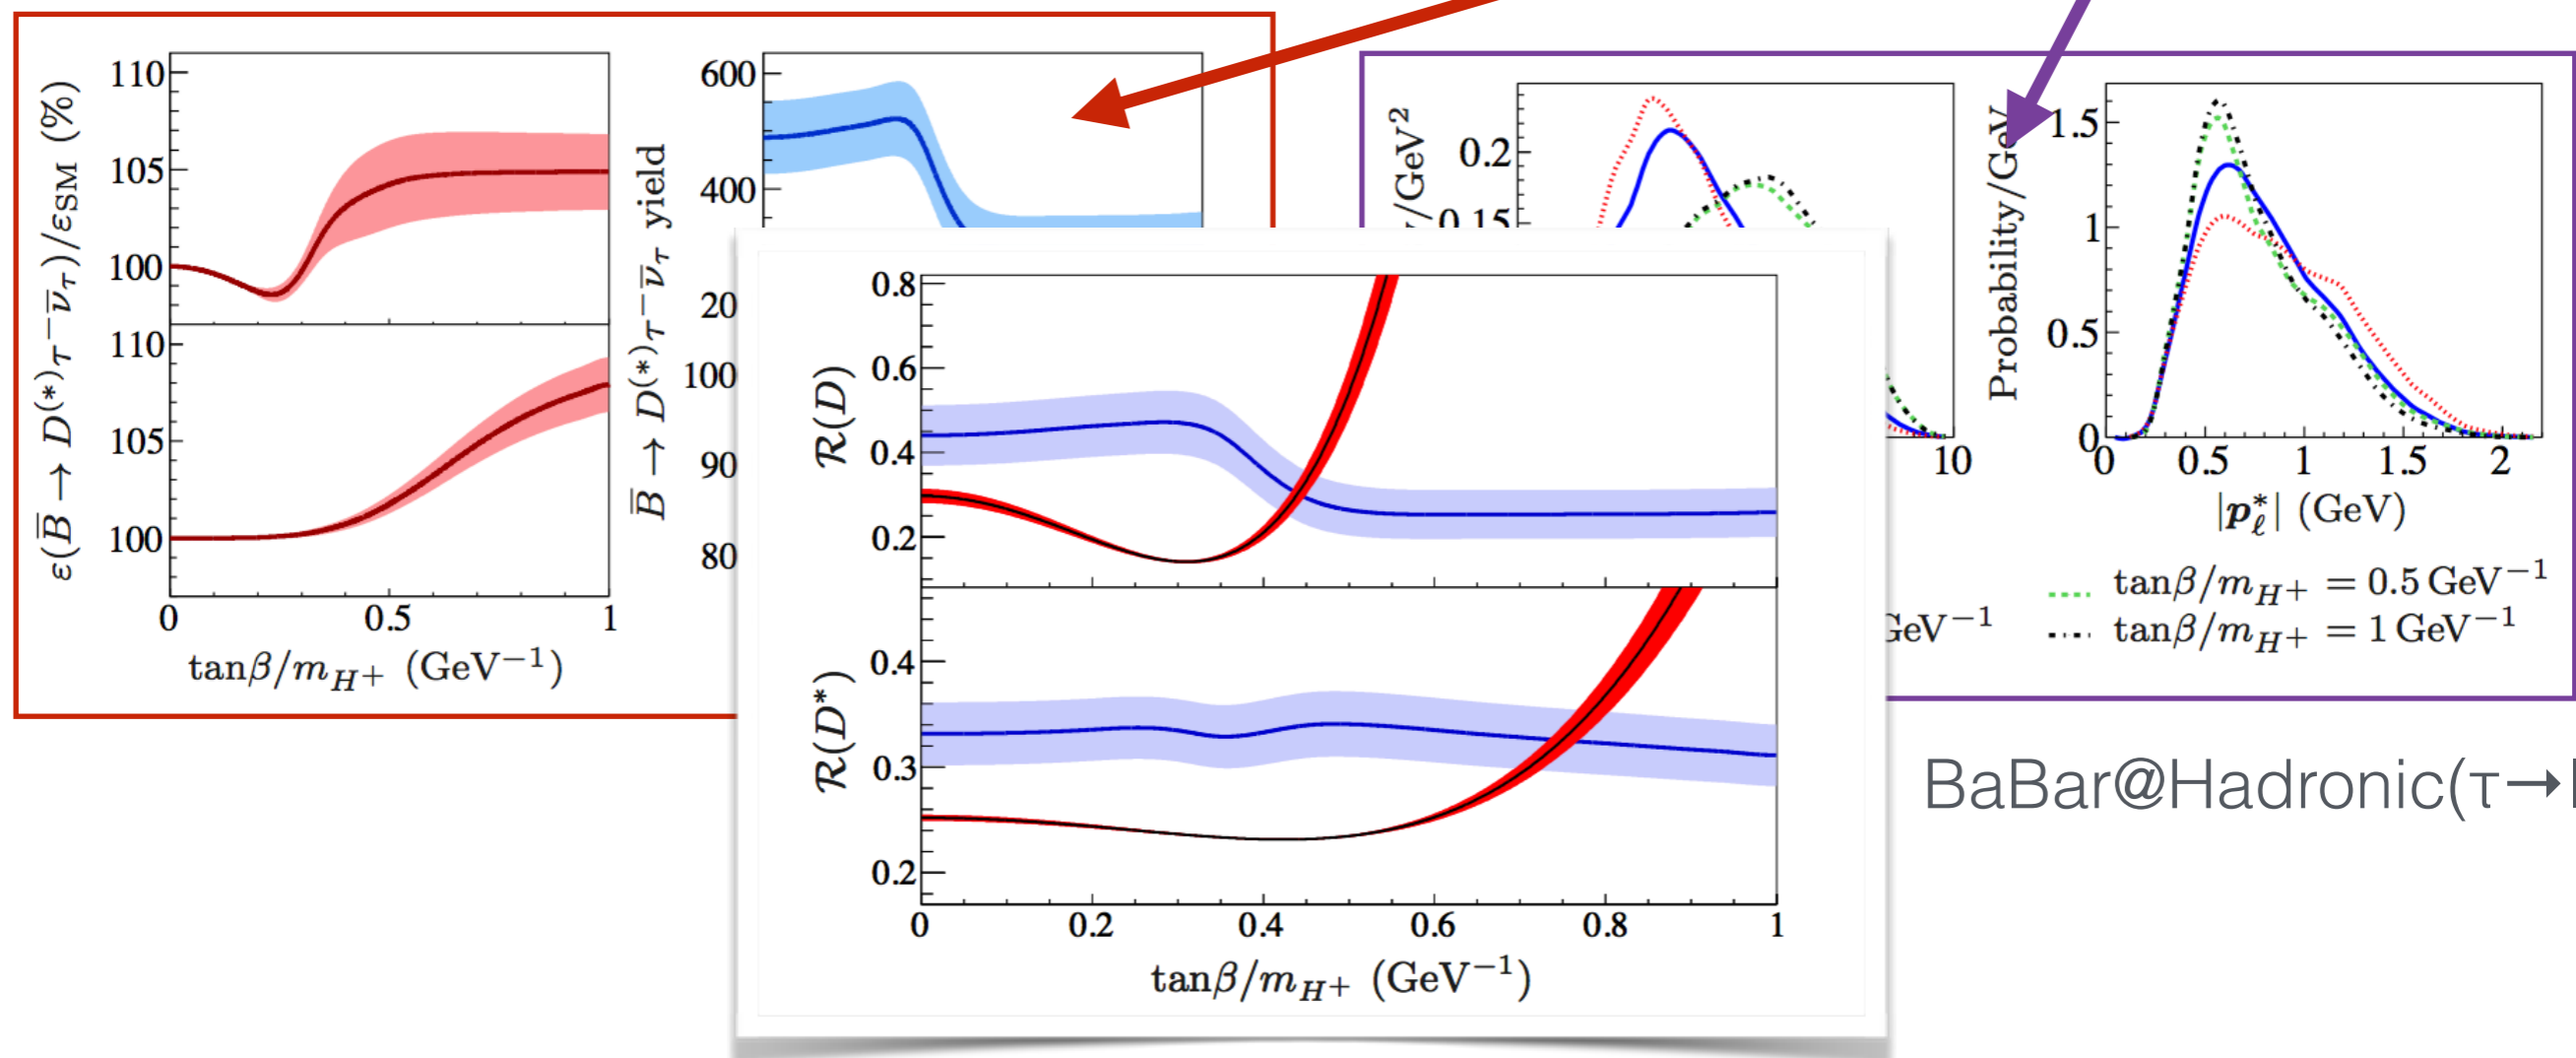 ε(B̅ → D⁽*⁾τ⁻ν̅_τ)/ε_SM (%)
110
105
100
110
105
100
0 0.5 1
tanβ/m_H+ (GeV⁻¹)
B̅ → D⁽*⁾τ⁻ν̅_τ yield
600
400
20
100
90
80
R(D)
0.8
0.6
0.4
0.2
R(D*)
0.4
0.3
0.2
0 0.2 0.4 0.6 0.8 1
tanβ/m_H+ (GeV⁻¹)
/GeV²
0.2
0.15
10
GeV⁻¹
Probability/GeV
1.5
1
0.5
0
0 0.5 1 1.5 2
|p*_ℓ| (GeV)
tanβ/m_H+ = 0.5 GeV⁻¹
tanβ/m_H+ = 1 GeV⁻¹
BaBar@Hadronic(τ→